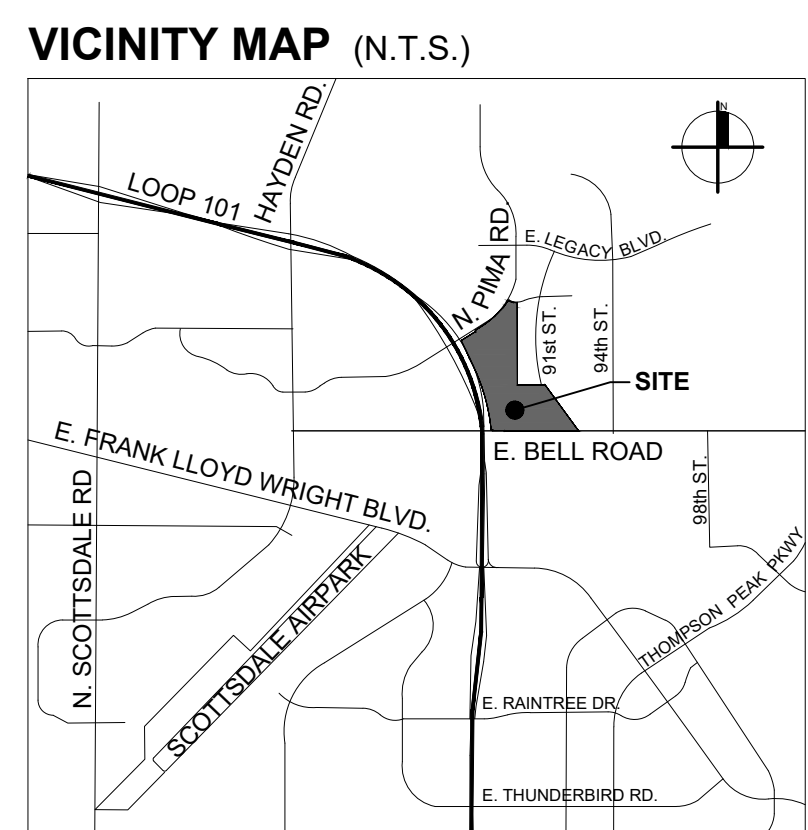 VICINITY MAP (N.T.S.)
N
HAYDEN RD.
LOOP 101
N. PIMA RD.
E. LEGACY BLVD.
91st ST.
94th ST.
SITE
E. BELL ROAD
E. FRANK LLOYD WRIGHT BLVD.
98th ST.
N. SCOTTSDALE RD
SCOTTSDALE AIRPARK
THOMPSON PEAK PKWY
E. RAINTREE DR.
E. THUNDERBIRD RD.